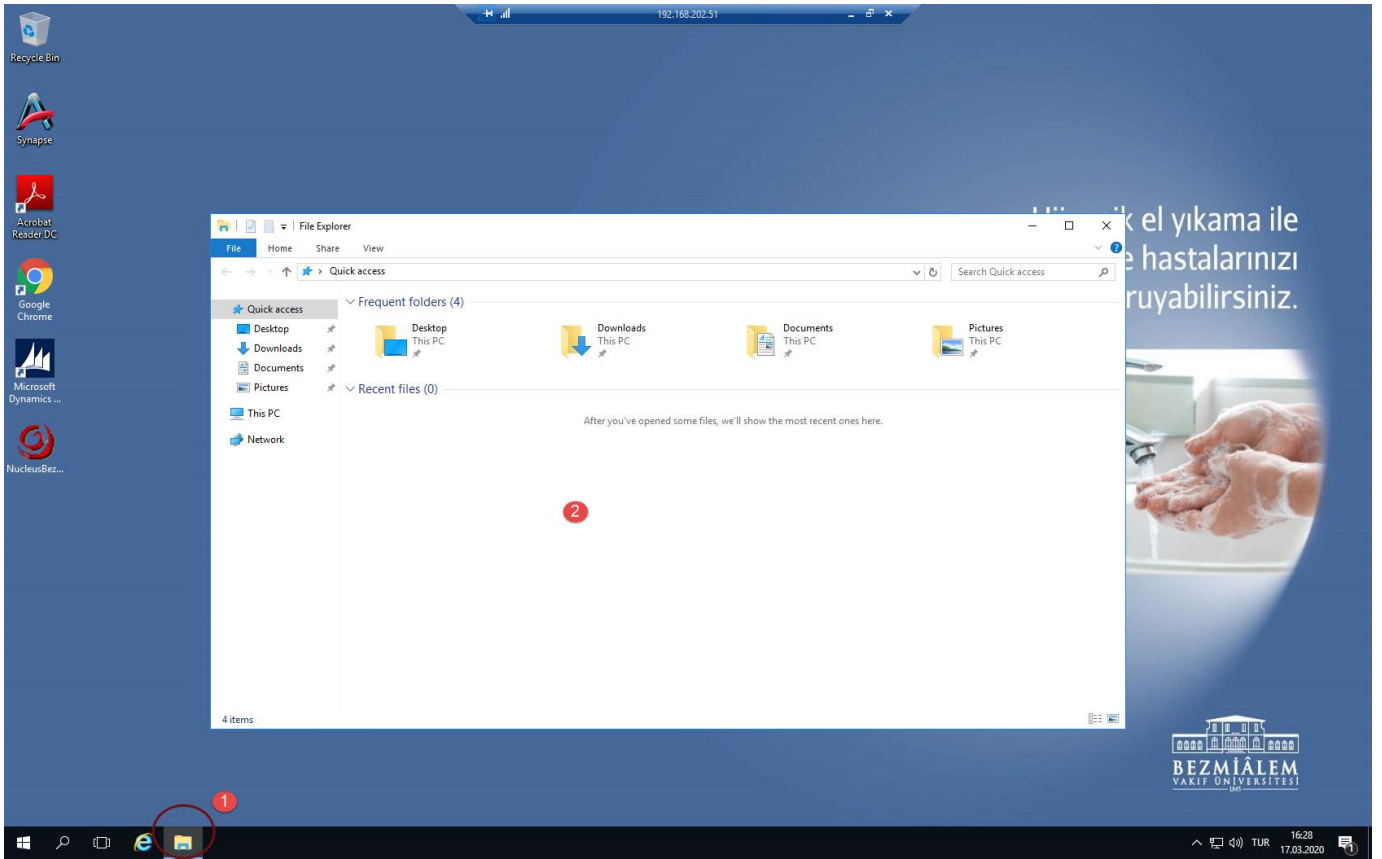 192.168.202.51
Recycle Bin
Synapse
Acrobat
Reader DC
Google
Chrome
Microsoft
Dynamics ...
NucleusBez...
k el yıkama ile
e hastalarınızı
ruyabilirsiniz.
File Explorer
File Home Share View
Quick access
Search Quick access
Quick access
Desktop
Downloads
Documents
Pictures
This PC
Network
Frequent folders (4)
Desktop
This PC
Downloads
This PC
Documents
This PC
Pictures
This PC
Recent files (0)
After you've opened some files, we'll show the most recent ones here.
2
4 items
BEZMİÂLEM
VAKIF ÜNİVERSİTESİ
1845
1
TUR
16:28
17.03.2020
1